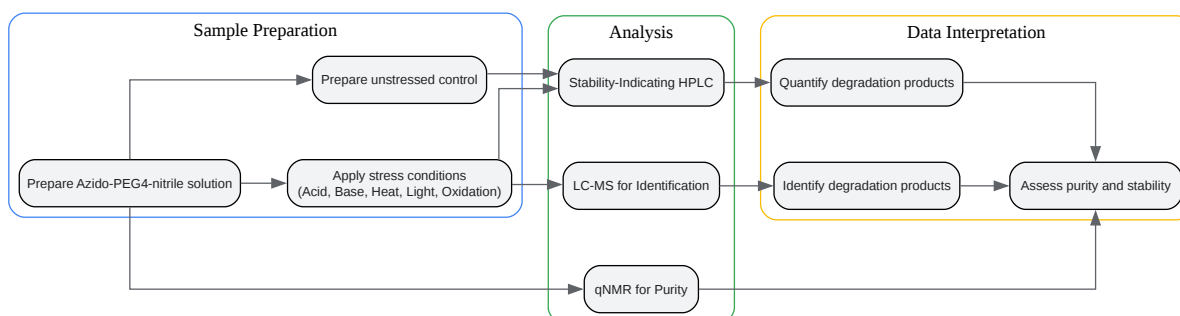 Sample Preparation
Analysis
Data Interpretation
Prepare unstressed control
Stability-Indicating HPLC
Quantify degradation products
Prepare Azido-PEG4-nitrile solution
Apply stress conditions
(Acid, Base, Heat, Light, Oxidation)
LC-MS for Identification
Identify degradation products
Assess purity and stability
qNMR for Purity